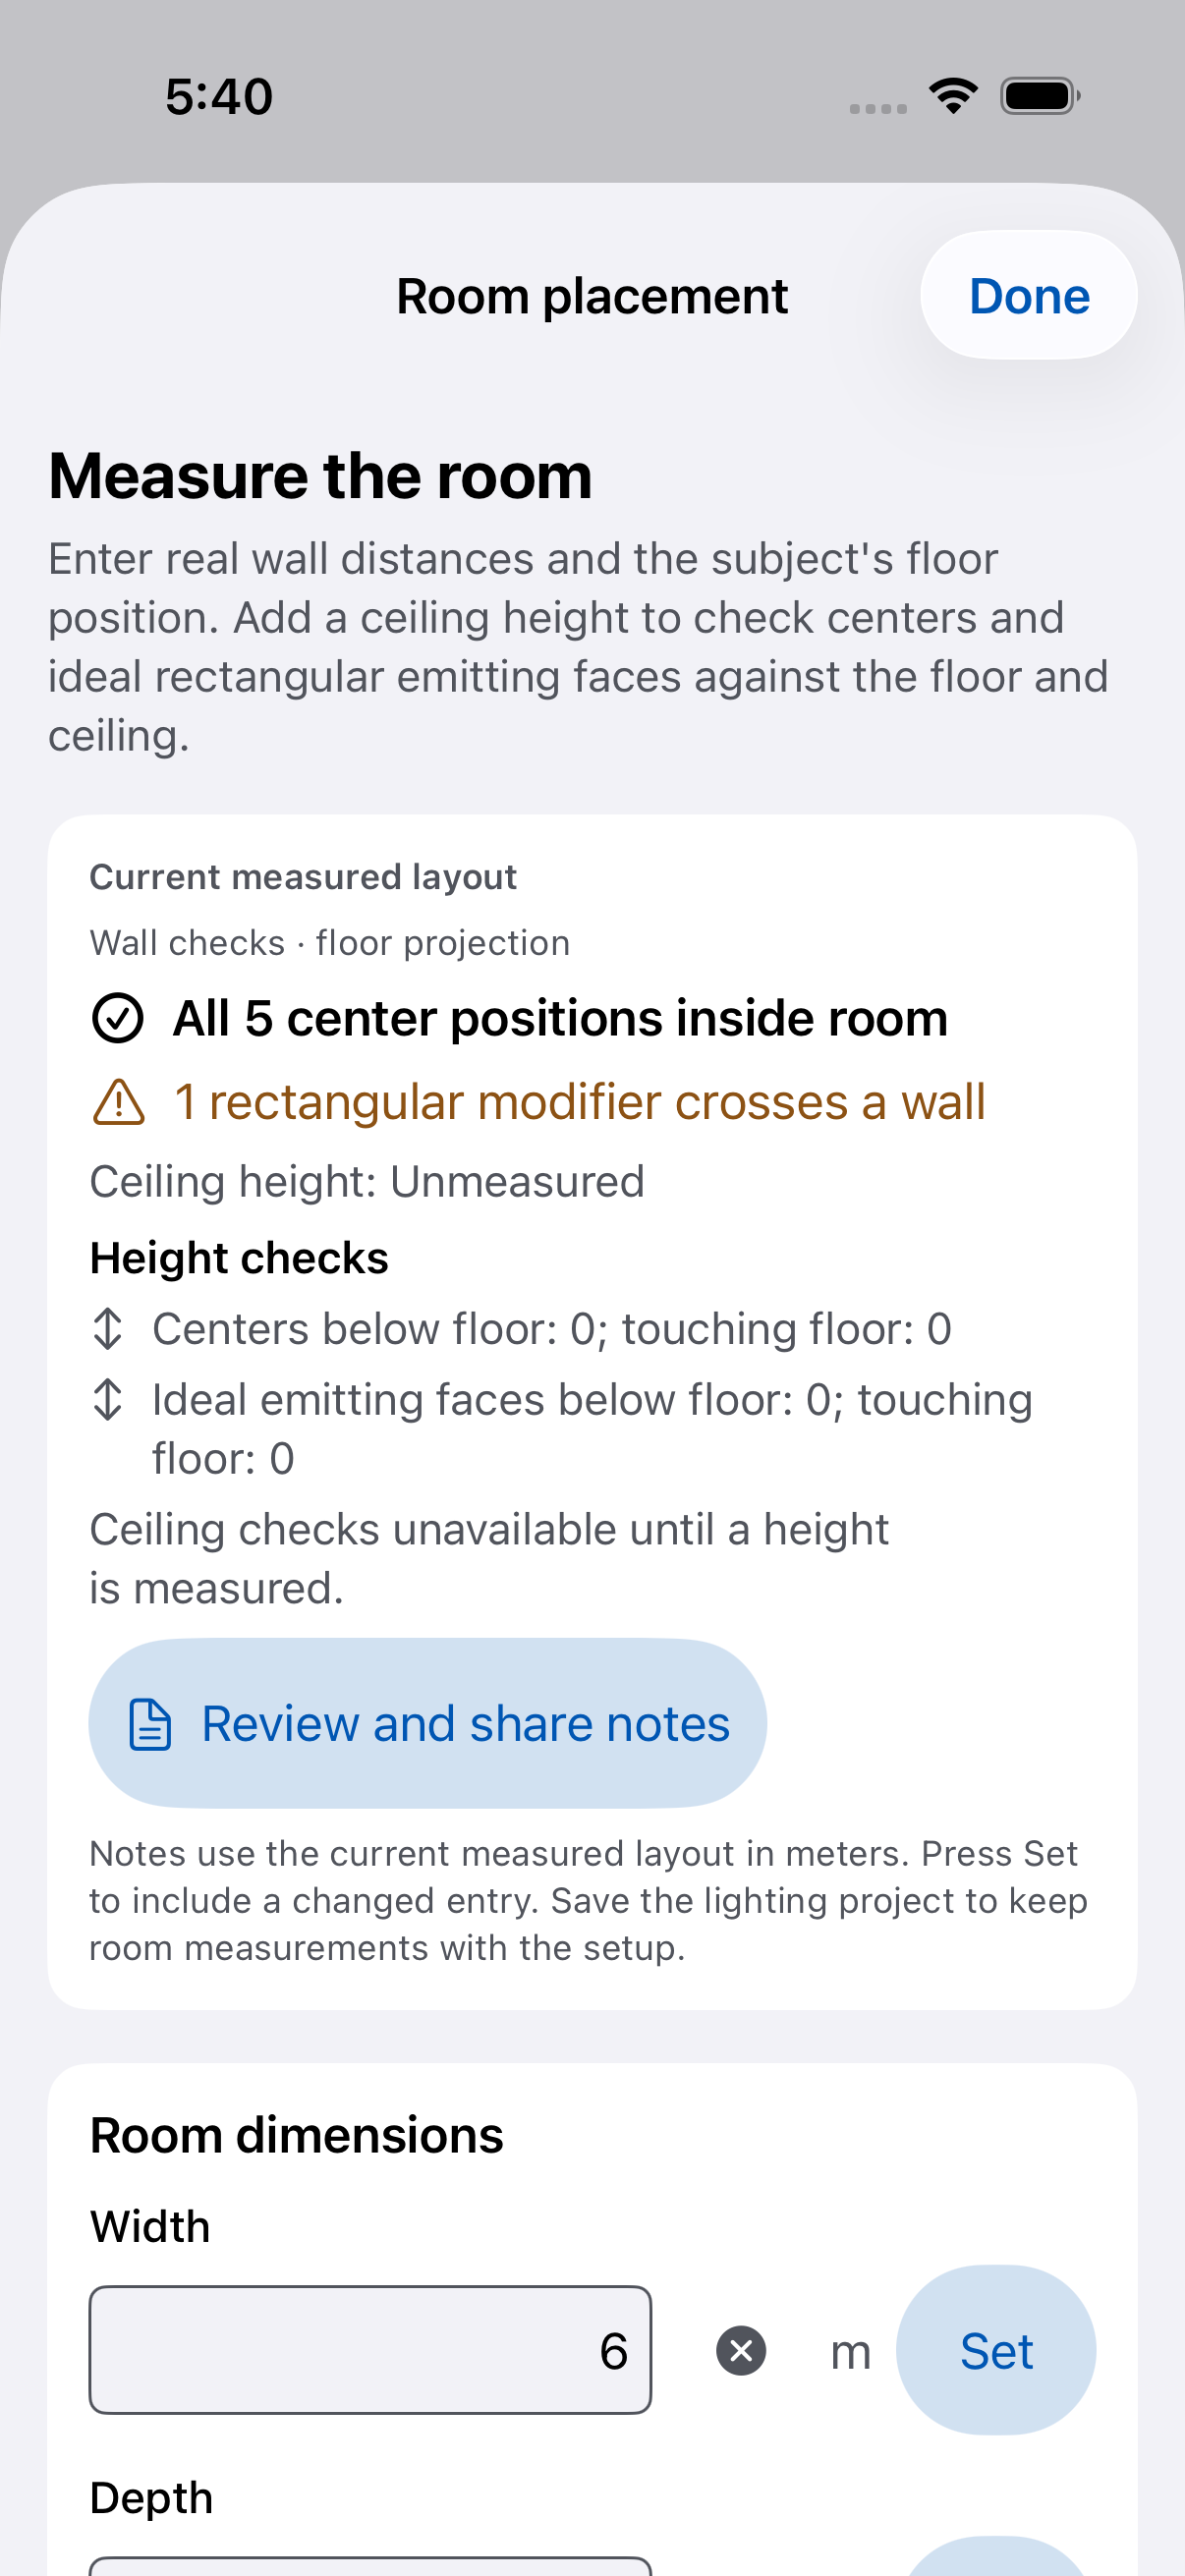 5:40
Room placement
Done
Measure the room
Enter real wall distances and the subject's floor
position. Add a ceiling height to check centers and
ideal rectangular emitting faces against the floor and
ceiling.
Current measured layout
Wall checks · floor projection
All 5 center positions inside room
1 rectangular modifier crosses a wall
Ceiling height: Unmeasured
Height checks
Centers below floor: 0; touching floor: 0
Ideal emitting faces below floor: 0; touching
floor: 0
Ceiling checks unavailable until a height
is measured.
Review and share notes
Notes use the current measured layout in meters. Press Set
to include a changed entry. Save the lighting project to keep
room measurements with the setup.
Room dimensions
Width
6 m Set
Depth